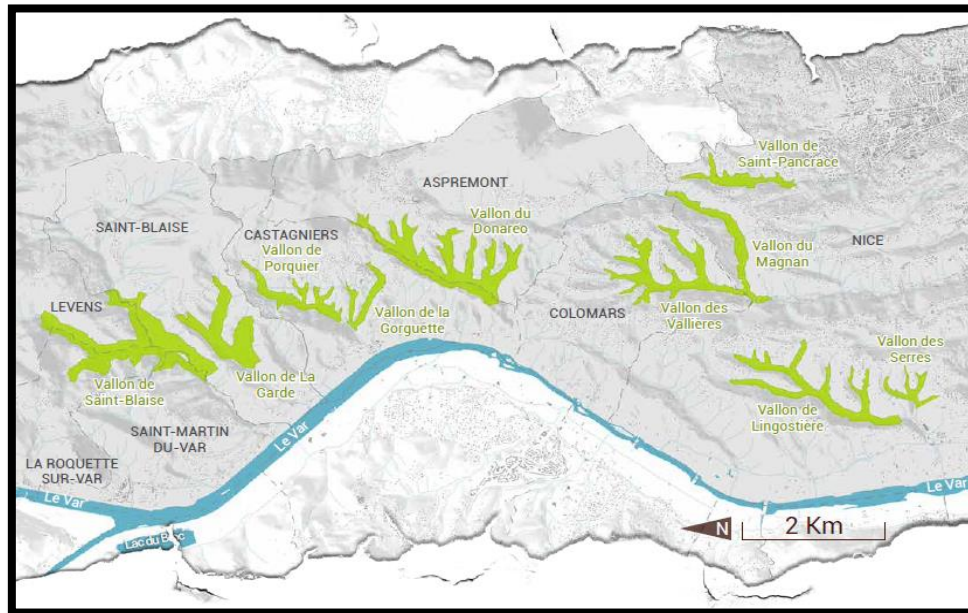 Vallon de
Saint-Pancrace
ASPREMONT
SAINT-BLAISE
CASTAGNIERS
Vallon de
Porquier
Vallon du
Donareo
Vallon du
Magnan
NICE
LEVENS
Vallon de la
Gorguette
COLOMARS
Vallon des
Vallières
Vallon des
Serres
Vallon de
Saint-Blaise
Vallon de La
Garde
Vallon de
Lingostière
SAINT-MARTIN
DU-VAR
Le Var
LA ROQUETTE
SUR-VAR
Le Var
Le Var
Lac du Broc
N
2 Km